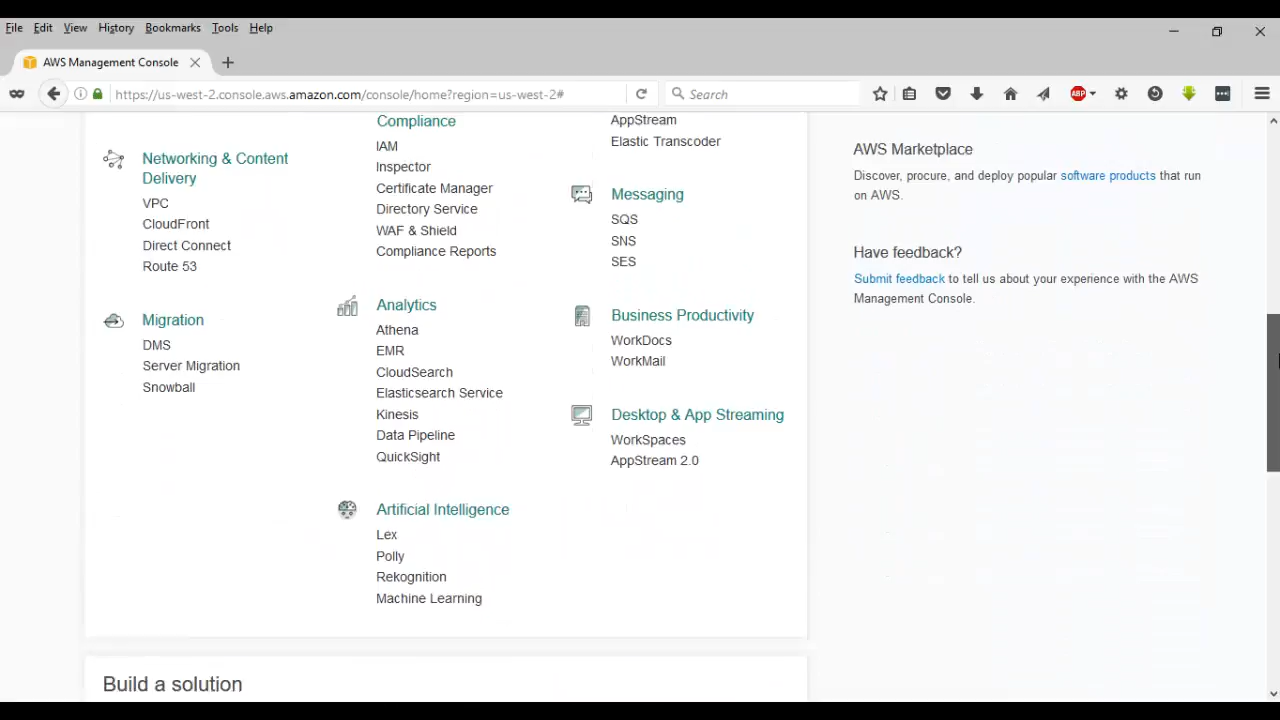 File Edit View History Bookmarks Tools Help
AWS Management Console
https://us-west-2.console.aws.amazon.com/console/home?region=us-west-2#
Search
ABP
Networking & Content
Delivery
VPC
CloudFront
Direct Connect
Route 53
Migration
DMS
Server Migration
Snowball
Compliance
IAM
Inspector
Certificate Manager
Directory Service
WAF & Shield
Compliance Reports
Analytics
Athena
EMR
CloudSearch
Elasticsearch Service
Kinesis
Data Pipeline
QuickSight
Artificial Intelligence
Lex
Polly
Rekognition
Machine Learning
AppStream
Elastic Transcoder
Messaging
SQS
SNS
SES
Business Productivity
WorkDocs
WorkMail
Desktop & App Streaming
WorkSpaces
AppStream 2.0
AWS Marketplace
Discover, procure, and deploy popular software products that run
on AWS.
Have feedback?
Submit feedback to tell us about your experience with the AWS
Management Console.
Build a solution